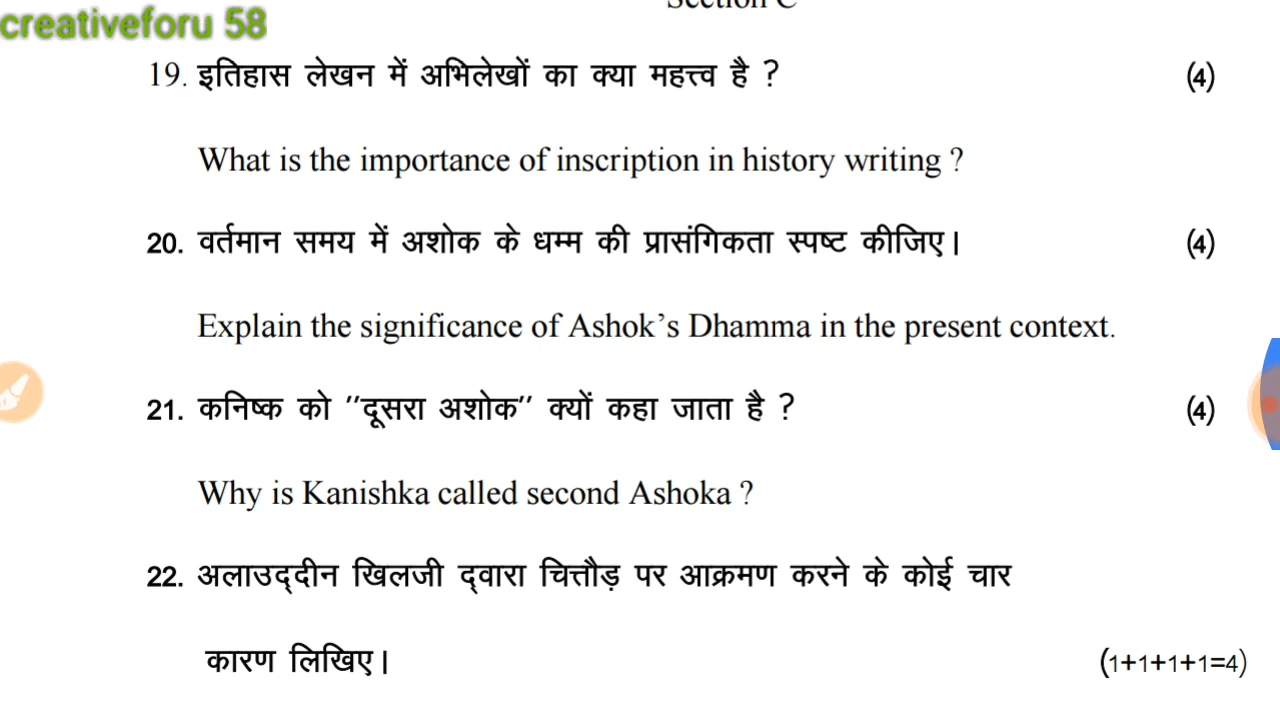 Section C
creativeforu 58
19. इतिहास लेखन में अभिलेखों का क्या महत्त्व है ? (4)
What is the importance of inscription in history writing ?
20. वर्तमान समय में अशोक के धम्म की प्रासंगिकता स्पष्ट कीजिए। (4)
Explain the significance of Ashok’s Dhamma in the present context.
21. कनिष्क को ″दूसरा अशोक″ क्यों कहा जाता है ? (4)
Why is Kanishka called second Ashoka ?
22. अलाउद्दीन खिलजी द्वारा चित्तौड़ पर आक्रमण करने के कोई चार
कारण लिखिए। (1+1+1+1=4)